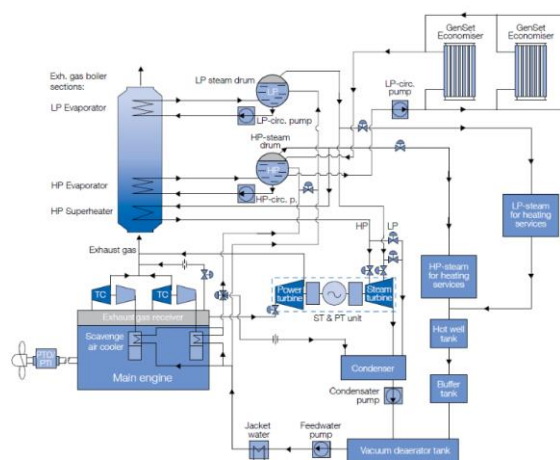 GenSet
Economiser
GenSet
Economiser
Exh. gas boiler
sections:
LP steam drum
LP
LP Evaporator
LP-circ. pump
LP-circ.
pump
HP-steam
drum
HP
HP Evaporator
HP-circ. p.
HP Superheater
LP-steam
for heating
services
Exhaust gas
HP
LP
HP-steam
for heating
services
TC
TC
Power
turbine
Steam
turbine
Exhaust gas receiver
ST & PT unit
Scavenge
air cooler
Hot well
tank
PTO/
PTI
Main engine
Condenser
Condensater
pump
Buffer
tank
Jacket
water
Feedwater
pump
Vacuum deaerator tank